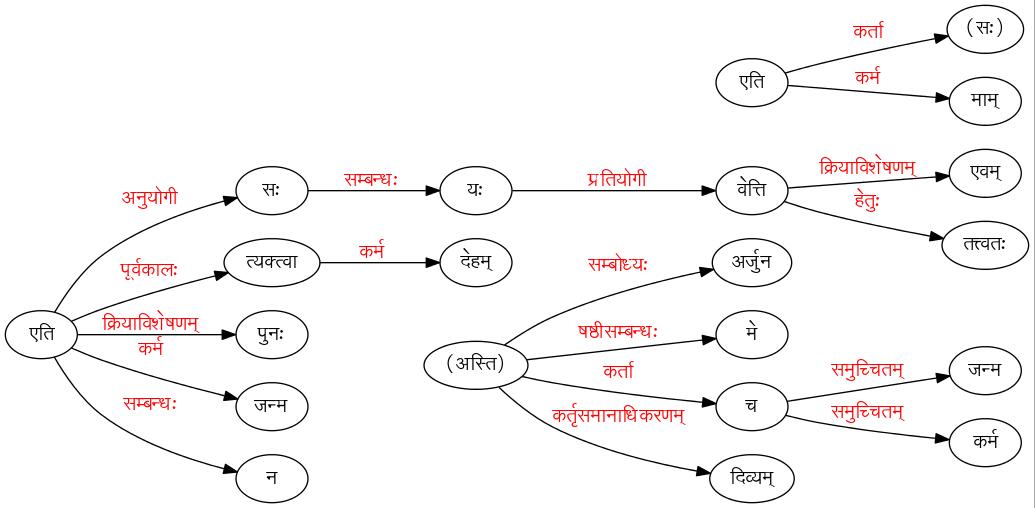 कर्ता
(सः)
एति
कर्म
माम्
अनुयोगी
सः
सम्बन्धः
यः
प्रतियोगी
वेत्ति
क्रियाविशेषणम्
एवम्
हेतुः
तत्त्वतः
पूर्वकालः
त्यक्त्वा
कर्म
देहम्
सम्बोध्यः
अर्जुन
एति
क्रियाविशेषणम्
पुनः
कर्म
जन्म
सम्बन्धः
न
(अस्ति)
षष्ठीसम्बन्धः
मे
कर्ता
च
समुच्चितम्
जन्म
समुच्चितम्
कर्म
कर्तृसमानाधिकरणम्
दिव्यम्